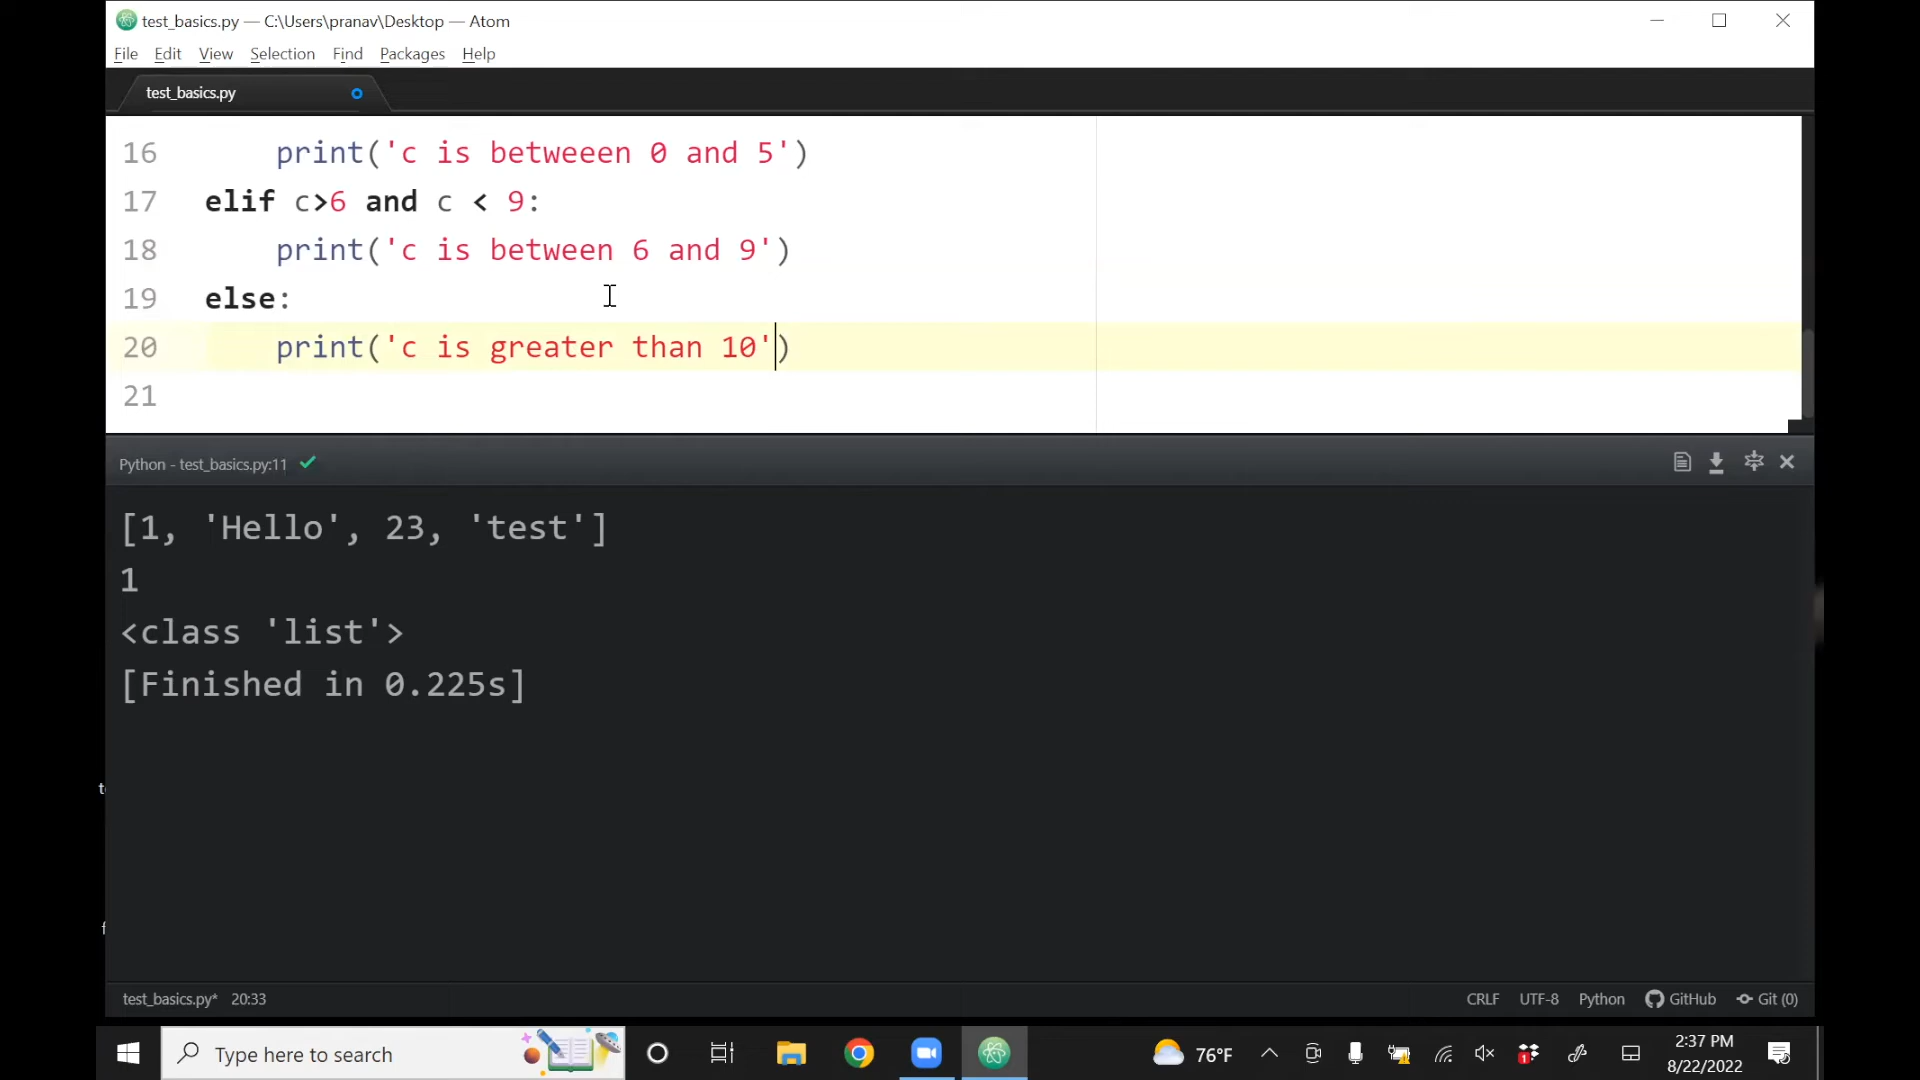 test_basics.py — C:\Users\pranav\Desktop — Atom
File Edit View Selection Find Packages Help
test_basics.py
16 print('c is betweeen 0 and 5')
17 elif c>6 and c < 9:
18 print('c is between 6 and 9')
19 else:
20 print('c is greater than 10')
21
Python - test_basics.py:11
[1, 'Hello', 23, 'test']
1
<class 'list'>
[Finished in 0.225s]
test_basics.py* 20:33 CRLF UTF-8 Python GitHub Git (0)
Type here to search 76°F 1 2:37 PM
8/22/2022